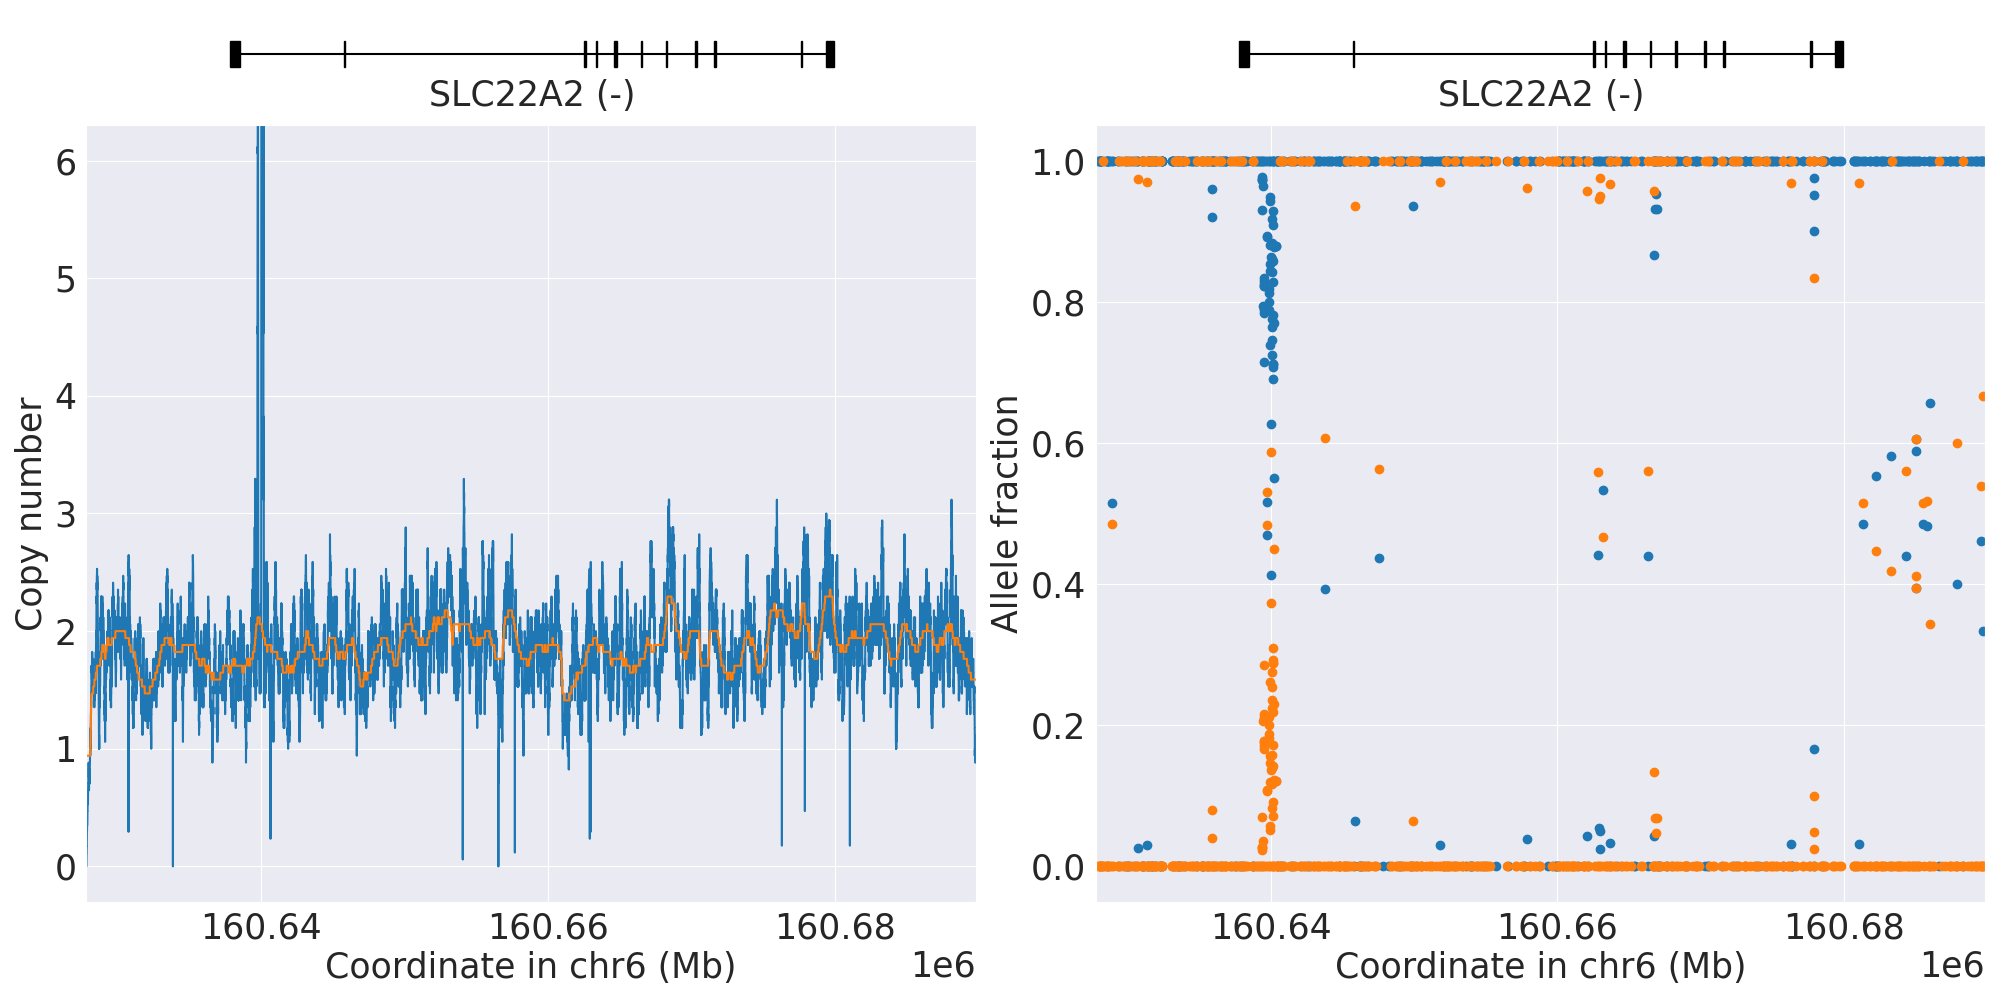 SLC22A2 (-)
6
5
4
3
2
1
0
Copy number
160.64
160.66
160.68
Coordinate in chr6 (Mb)
1e6
SLC22A2 (-)
1.0
0.8
0.6
0.4
0.2
0.0
Allele fraction
160.64
160.66
160.68
Coordinate in chr6 (Mb)
1e6